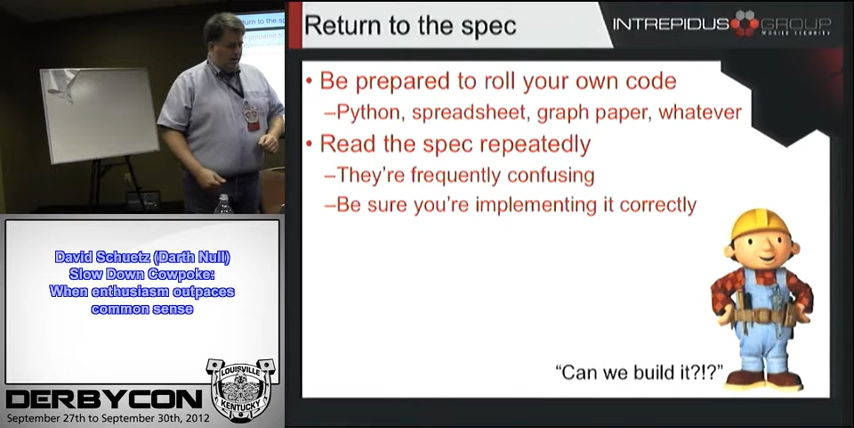 Return to the spec
INTREPIDUS GROUP
MOBILE SECURITY
• Be prepared to roll your own code
–Python, spreadsheet, graph paper, whatever
• Read the spec repeatedly
–They're frequently confusing
–Be sure you're implementing it correctly
“Can we build it?!?”
David Schuetz (Darth Null)
Slow Down Cowpoke:
When enthusiasm outpaces
common sense
LOUISVILLE
KENTUCKY
DERBYCON
September 27th to September 30th, 2012